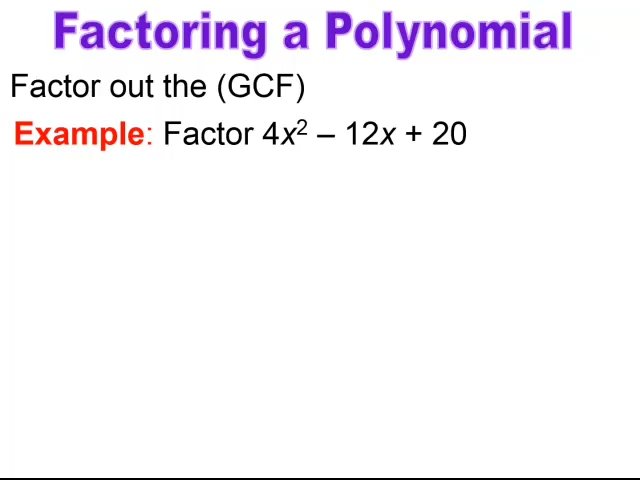 Factoring a Polynomial
Factor out the (GCF)
Example: Factor 4x² – 12x + 20